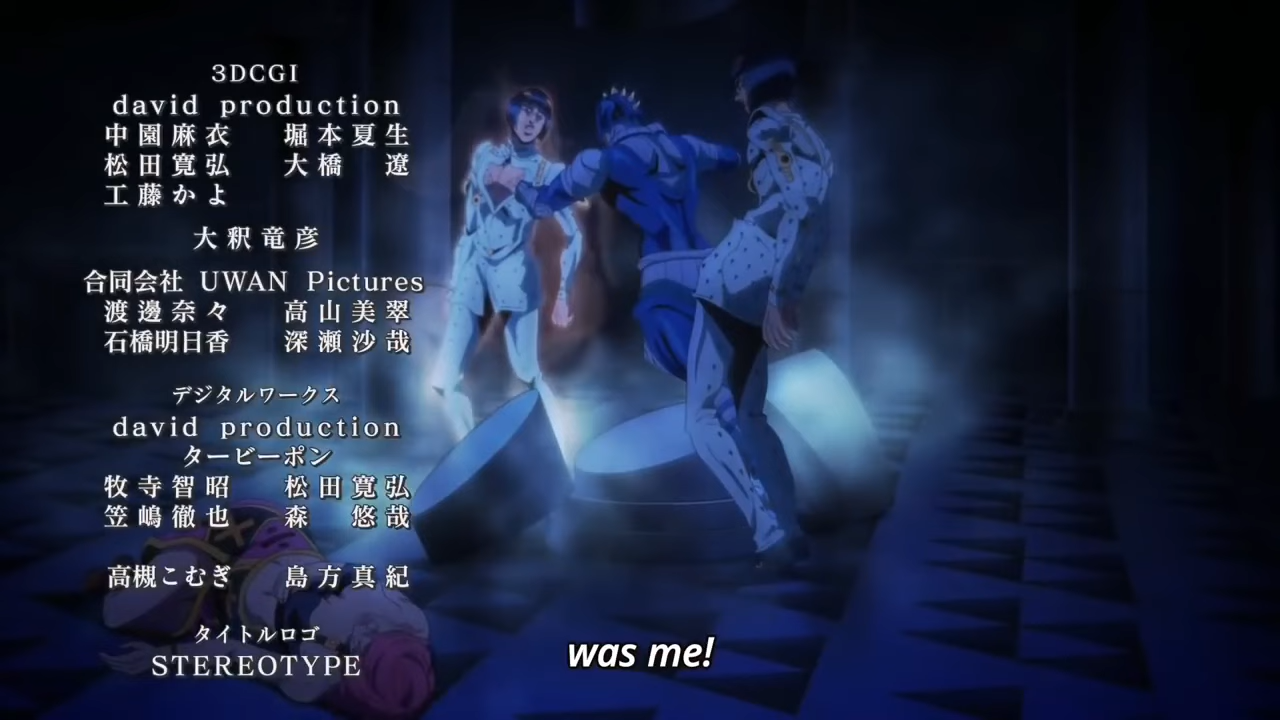 3DCGI
david production
中園麻衣 堀本夏生
松田寛弘 大橋 遼
工藤かよ
大釈竜彦
合同会社 UWAN Pictures
渡邊奈々 高山美翠
石橋明日香 深瀬沙哉
デジタルワークス
david production
タービーポン
牧寺智昭 松田寛弘
笠嶋徹也 森 悠哉
高槻こむぎ 島方真紀
タイトルロゴ
STEREOTYPE
was me!